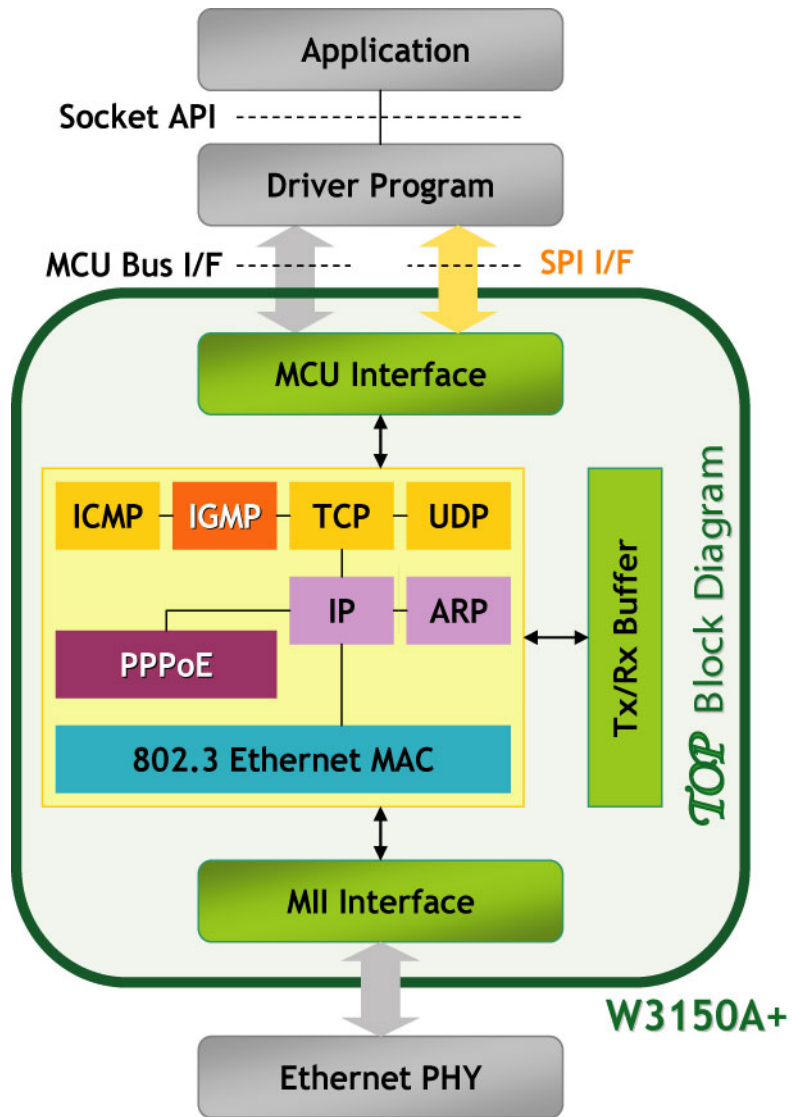 Application
Socket API
Driver Program
MCU Bus I/F
SPI I/F
MCU Interface
ICMP
IGMP
TCP
UDP
IP
ARP
PPPoE
802.3 Ethernet MAC
Tx/Rx Buffer
TOP Block Diagram
MII Interface
W3150A+
Ethernet PHY